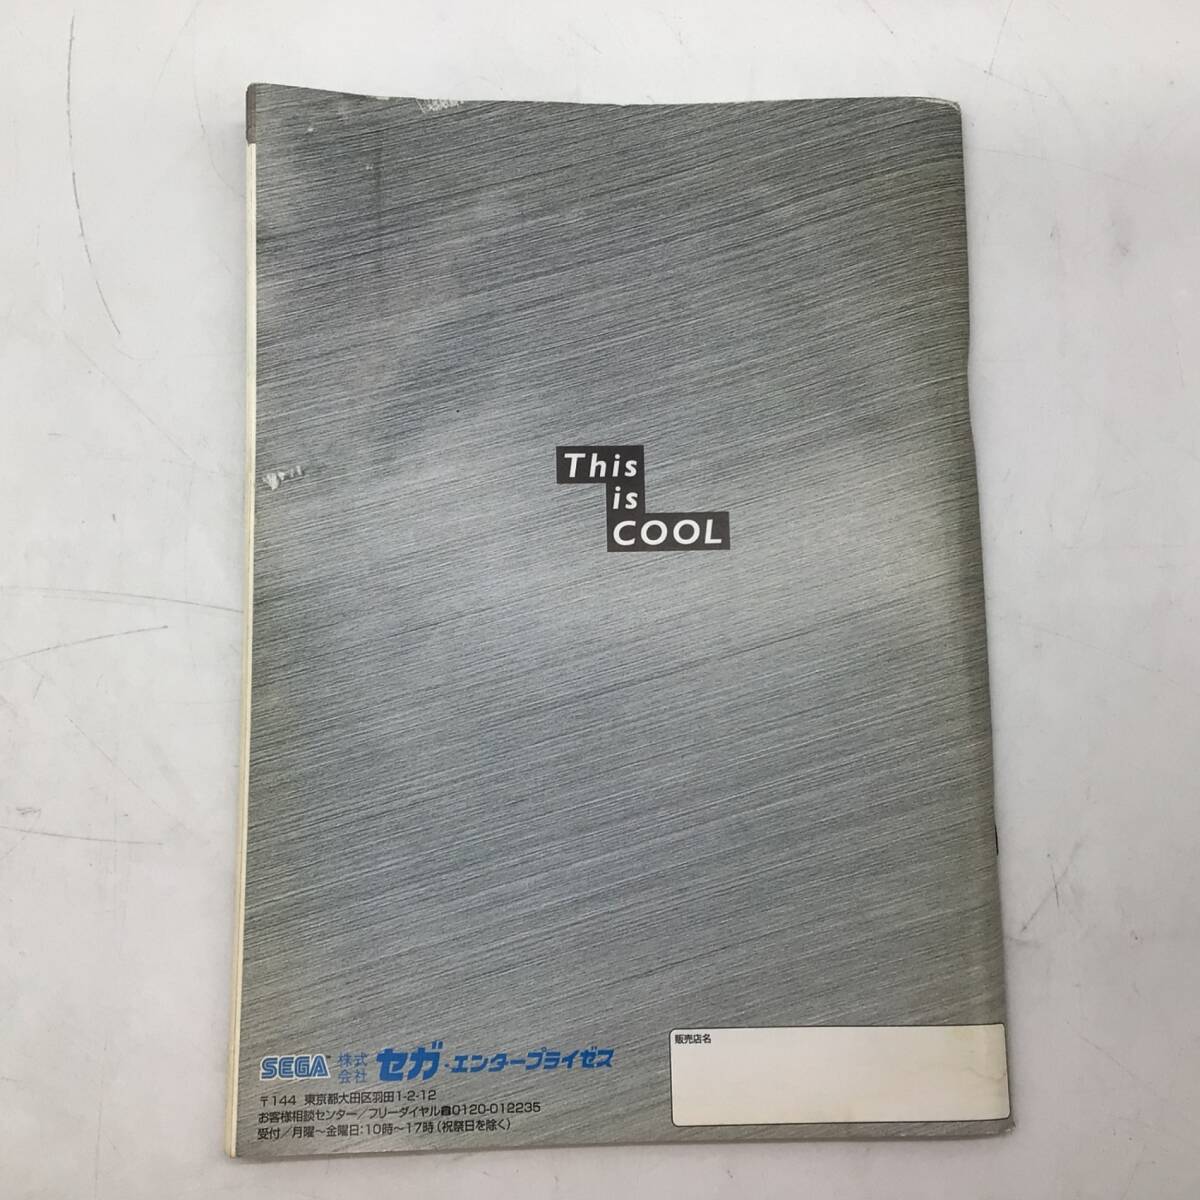 This
is
COOL
販売店名
SEGA™ 株式会社 セガ・エンタープライゼス
〒144 東京都大田区羽田1-2-12
お客様相談センター／フリーダイヤル☎0120-012235
受付／月曜～金曜日:10時～17時(祝祭日を除く)